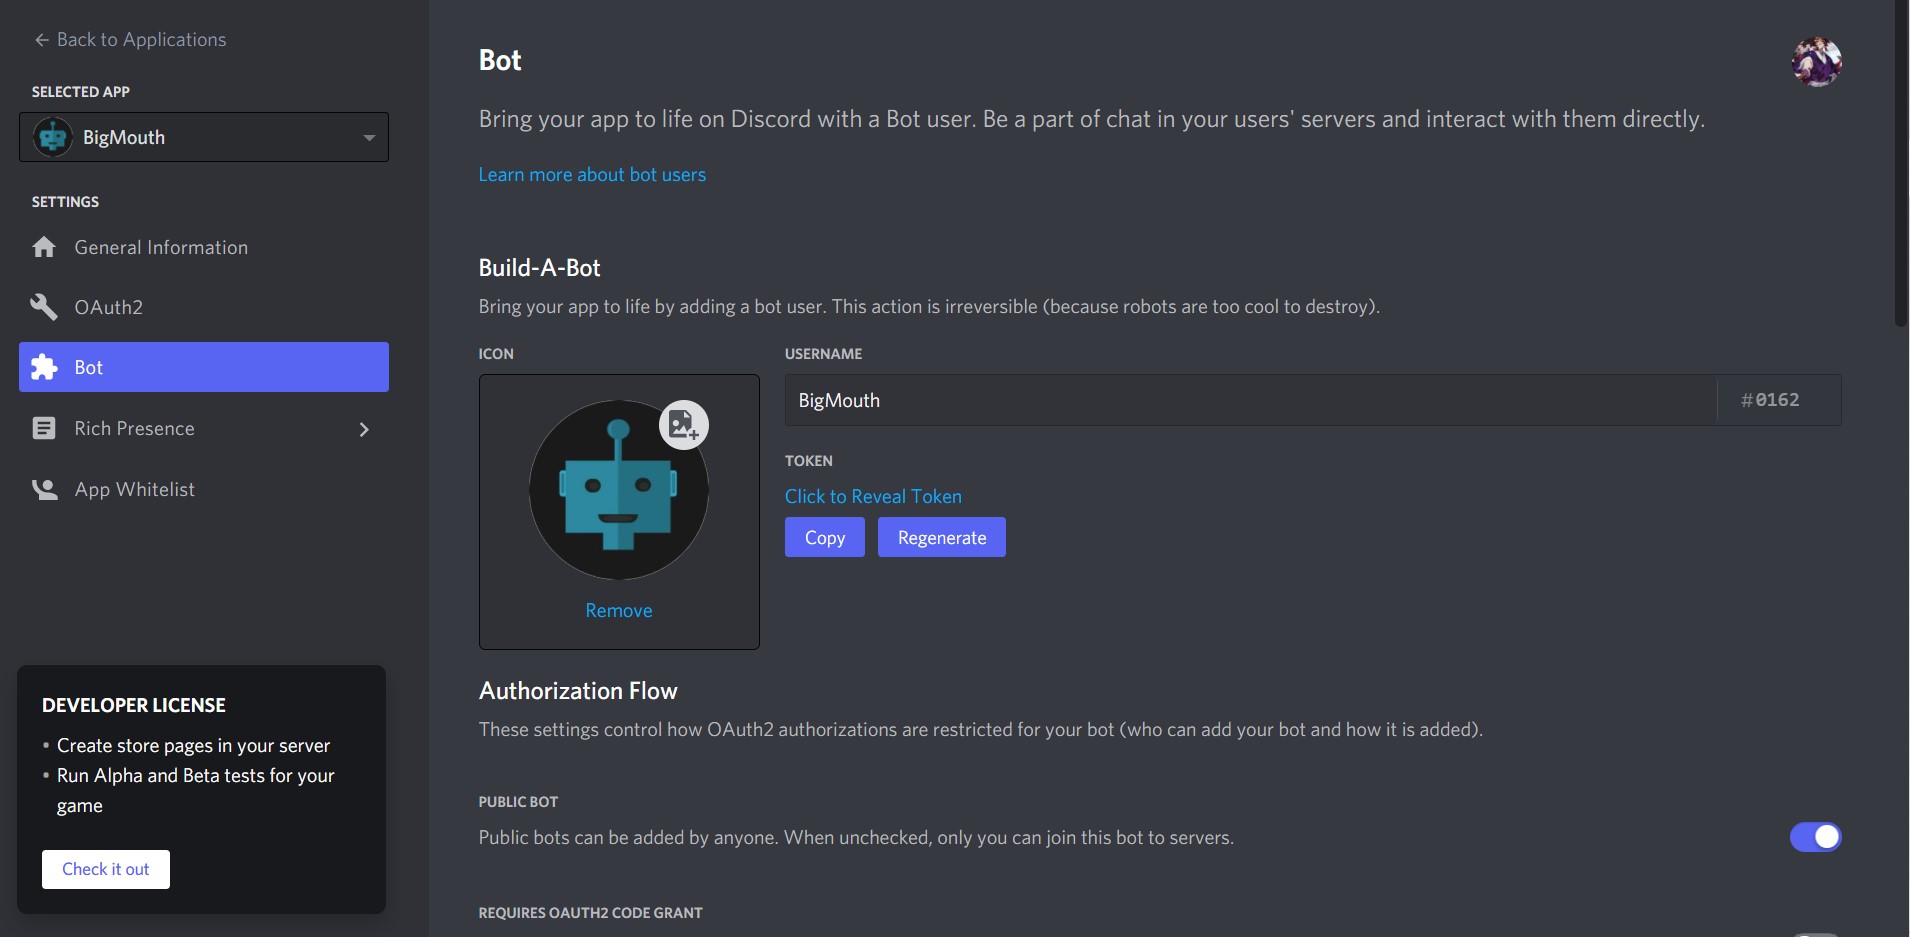 Back to Applications
SELECTED APP
BigMouth
SETTINGS
General Information
OAuth2
Bot
Rich Presence
App Whitelist
DEVELOPER LICENSE
• Create store pages in your server
• Run Alpha and Beta tests for your
game
Check it out
Bot
Bring your app to life on Discord with a Bot user. Be a part of chat in your users' servers and interact with them directly.
Learn more about bot users
Build-A-Bot
Bring your app to life by adding a bot user. This action is irreversible (because robots are too cool to destroy).
ICON
Remove
USERNAME
BigMouth #0162
TOKEN
Click to Reveal Token
Copy Regenerate
Authorization Flow
These settings control how OAuth2 authorizations are restricted for your bot (who can add your bot and how it is added).
PUBLIC BOT
Public bots can be added by anyone. When unchecked, only you can join this bot to servers.
REQUIRES OAUTH2 CODE GRANT